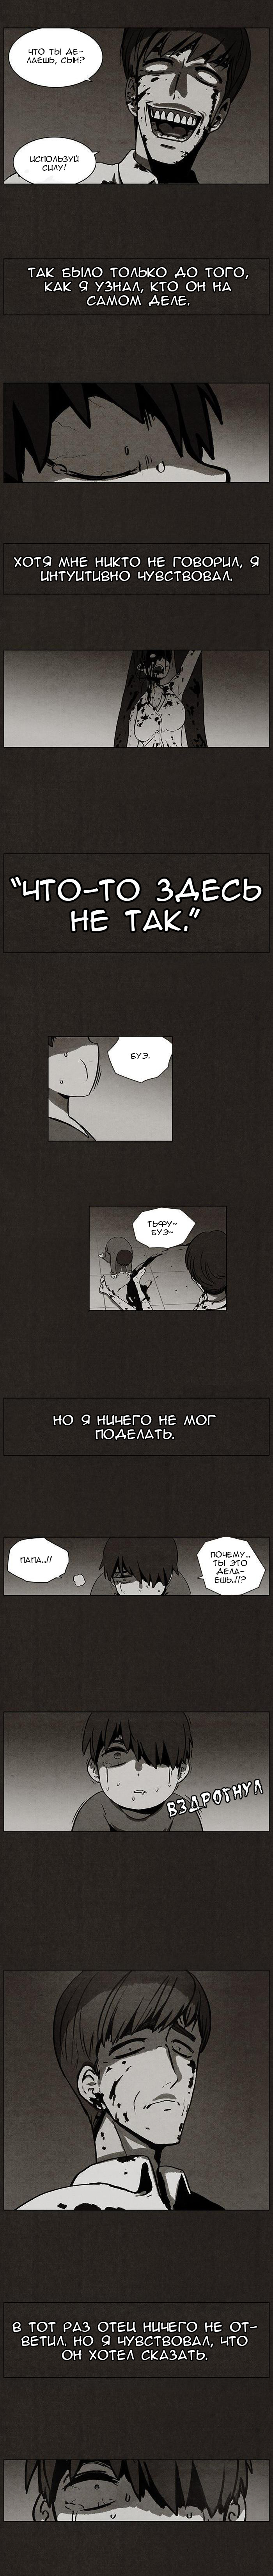 ЧТО ТЫ ДЕ-
ЛАЕШЬ, СЫН?
ИСПОЛЬЗУЙ
СИЛУ!
ТАК БЫЛО ТОЛЬКО ДО ТОГО,
КАК Я УЗНАЛ, КТО ОН НА
САМОМ ДЕЛЕ.
ХОТЯ МНЕ НИКТО НЕ ГОВОРИЛ, Я
ИНТУИТИВНО ЧУВСТВОВАЛ.
"ЧТО-ТО ЗДЕСЬ
НЕ ТАК."
БУЭ.
ТЬФУ~
БУЭ~
НО Я НИЧЕГО НЕ МОГ
ПОДЕЛАТЬ.
ПАПА...!!
ПОЧЕМУ...
ТЫ ЭТО
ДЕЛА-
ЕШЬ..!!?
ВЗДРОГНУЛ
В ТОТ РАЗ ОТЕЦ НИЧЕГО НЕ ОТ-
ВЕТИЛ. НО Я ЧУВСТВОВАЛ, ЧТО
ОН ХОТЕЛ СКАЗАТЬ.